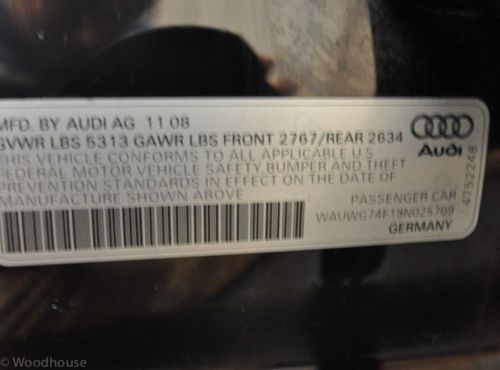 MFD. BY AUDI AG 11 08
GVWR LBS 5313 GAWR LBS FRONT 2767/REAR 2634
THIS VEHICLE CONFORMS TO ALL APPLICABLE U S
FEDERAL MOTOR VEHICLE SAFETY BUMPER AND THEFT
PREVENTION STANDARDS IN EFFECT ON THE DATE OF
MANUFACTURE SHOWN ABOVE
PASSENGER CAR
WAUWG74F19N025709
GERMANY
Audi
47152248
© Woodhouse